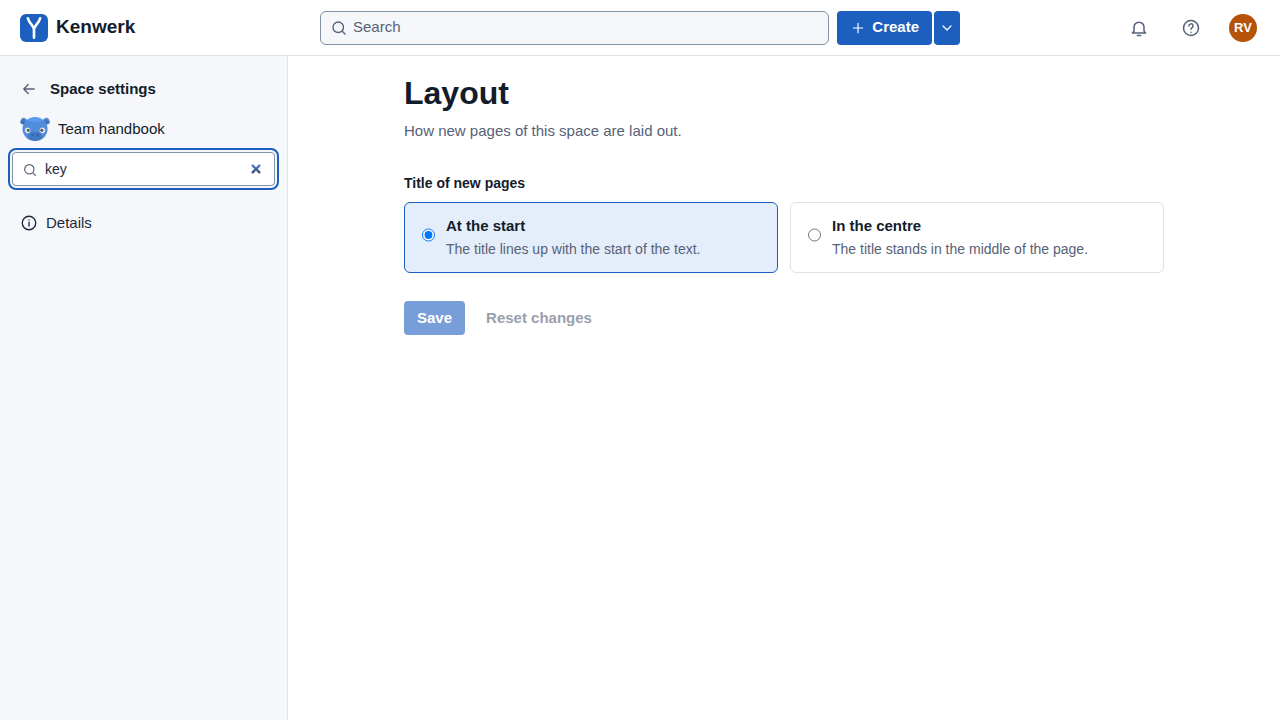 Kenwerk
Search
Create
RV
Space settings
Team handbook
key
Details
Layout
How new pages of this space are laid out.
Title of new pages
At the start
The title lines up with the start of the text.
In the centre
The title stands in the middle of the page.
Save
Reset changes